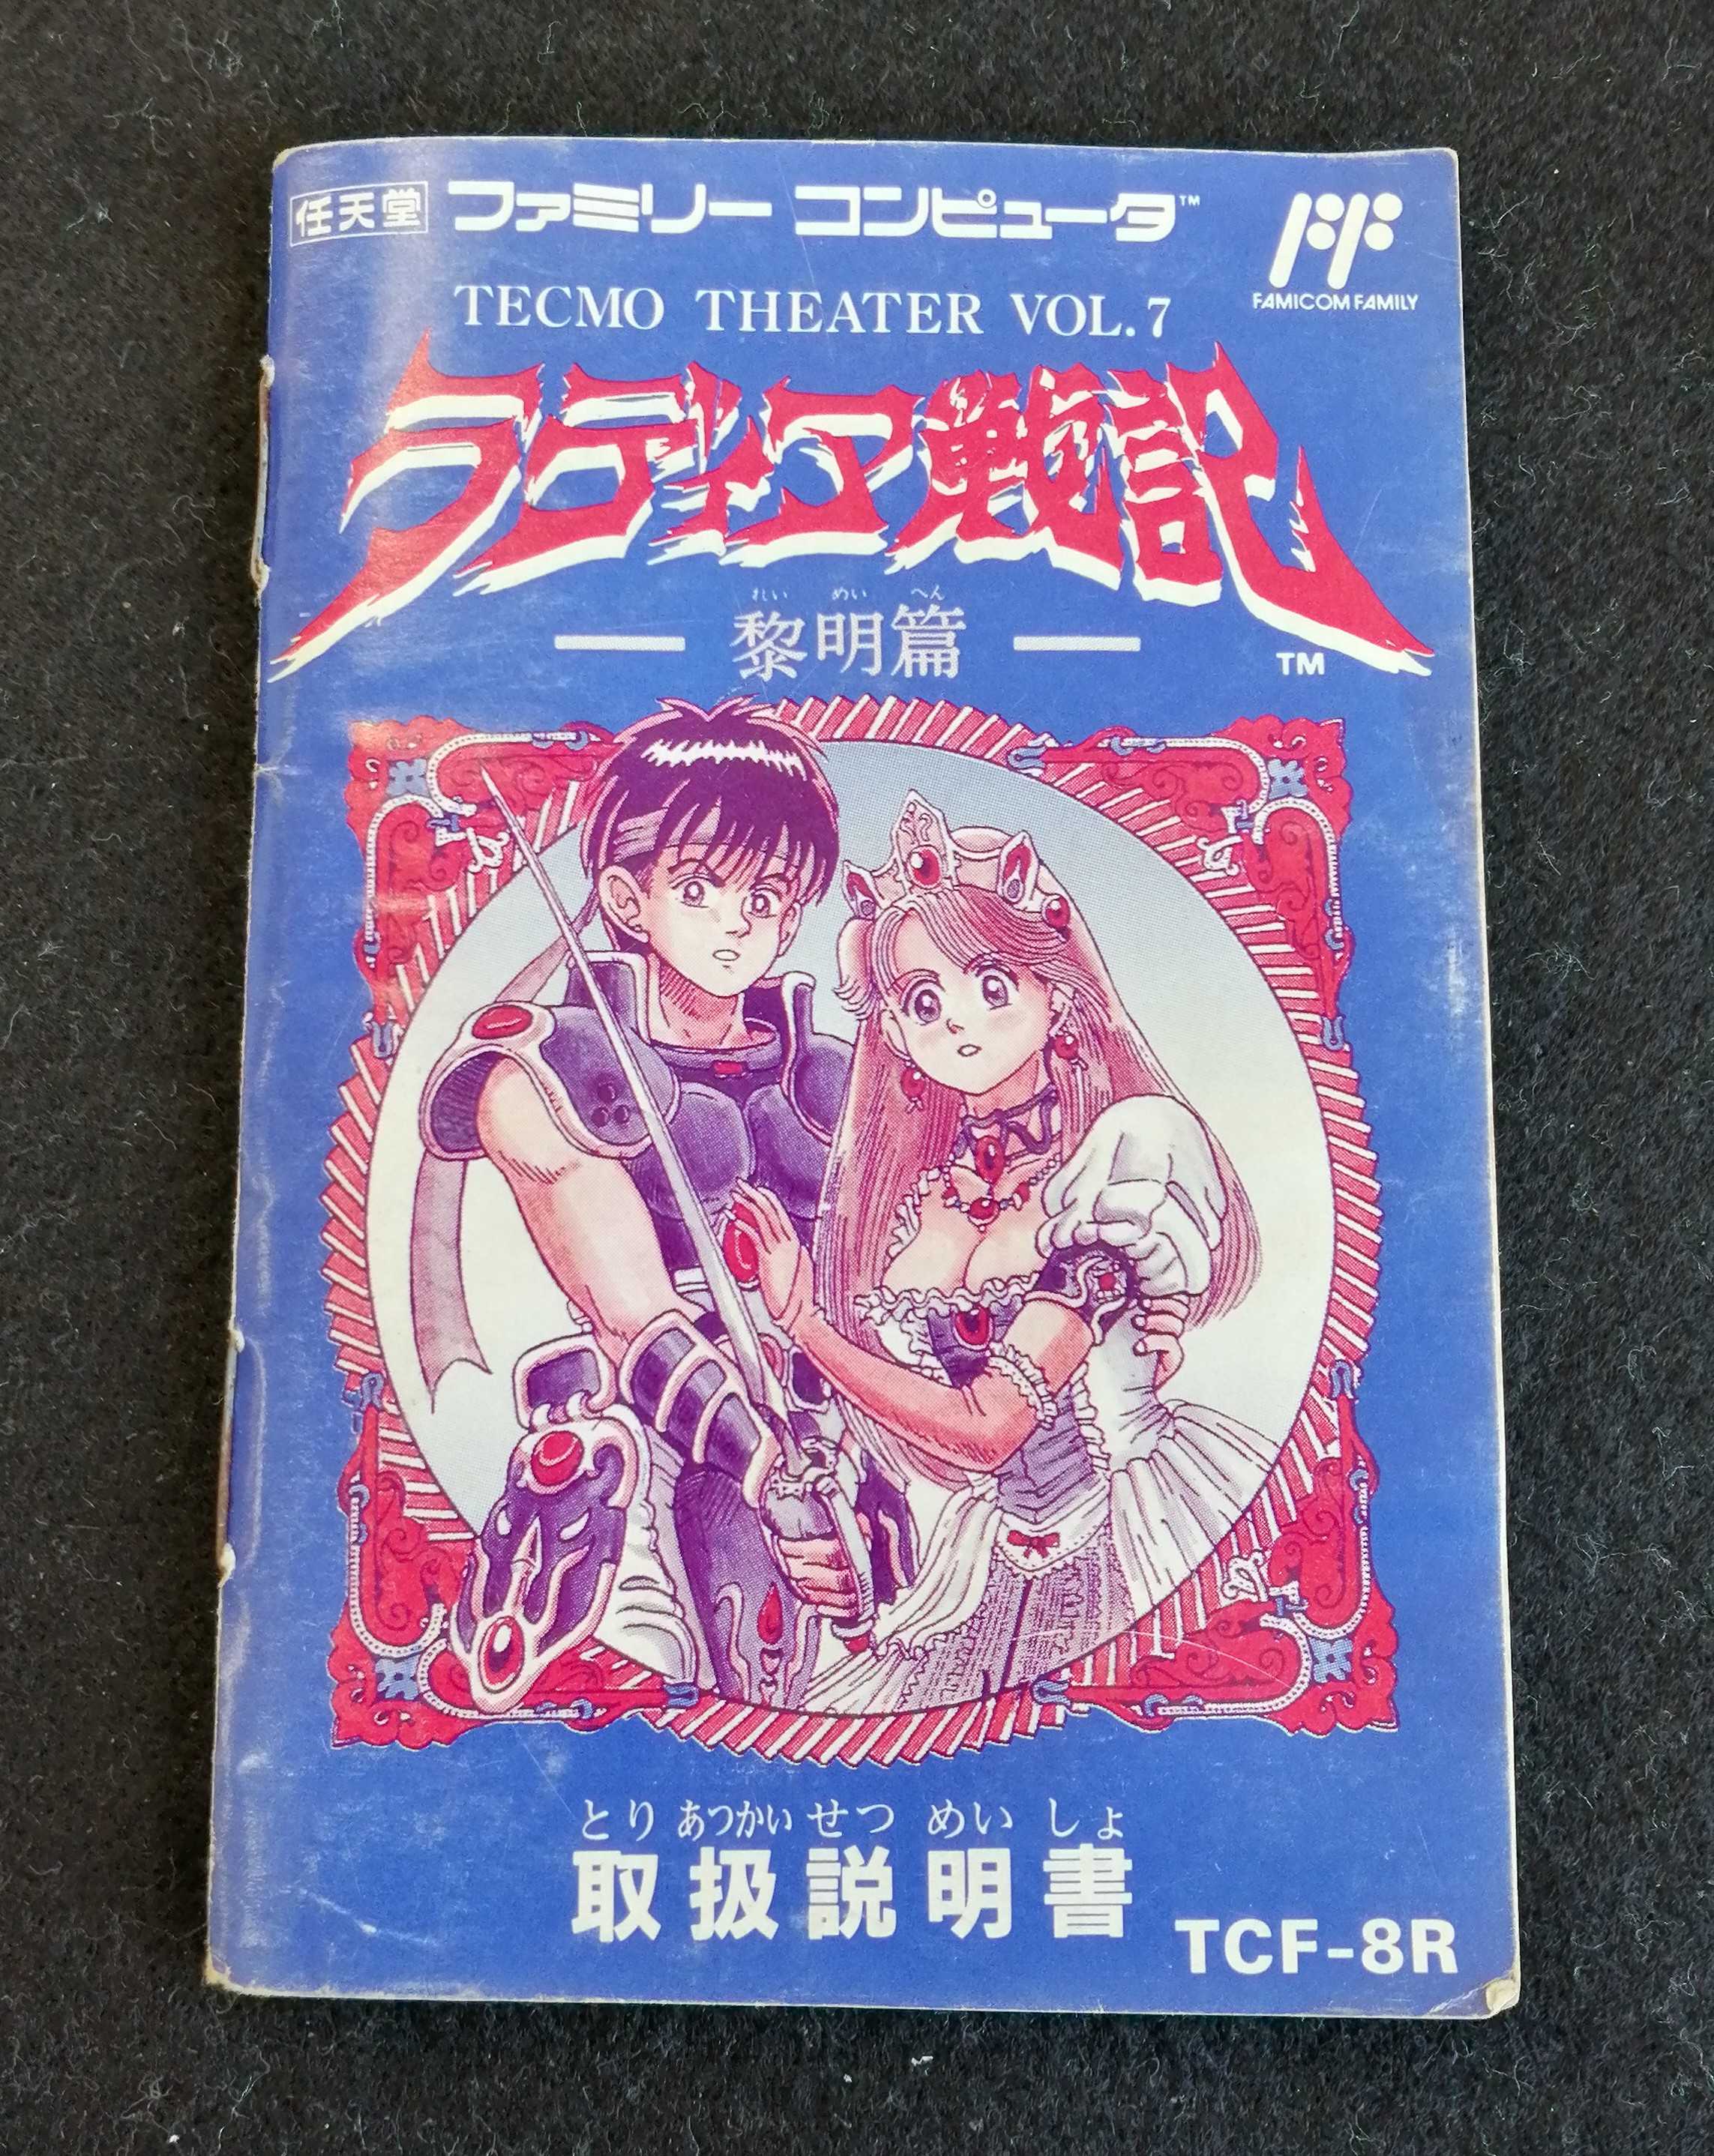 任天堂 ファミリー コンピュータ™
FAMICOM FAMILY
TECMO THEATER VOL.7
ラディア戦記
れい めい へん
黎明篇
TM
とり あつかい せつ めい しょ
取扱説明書
TCF-8R